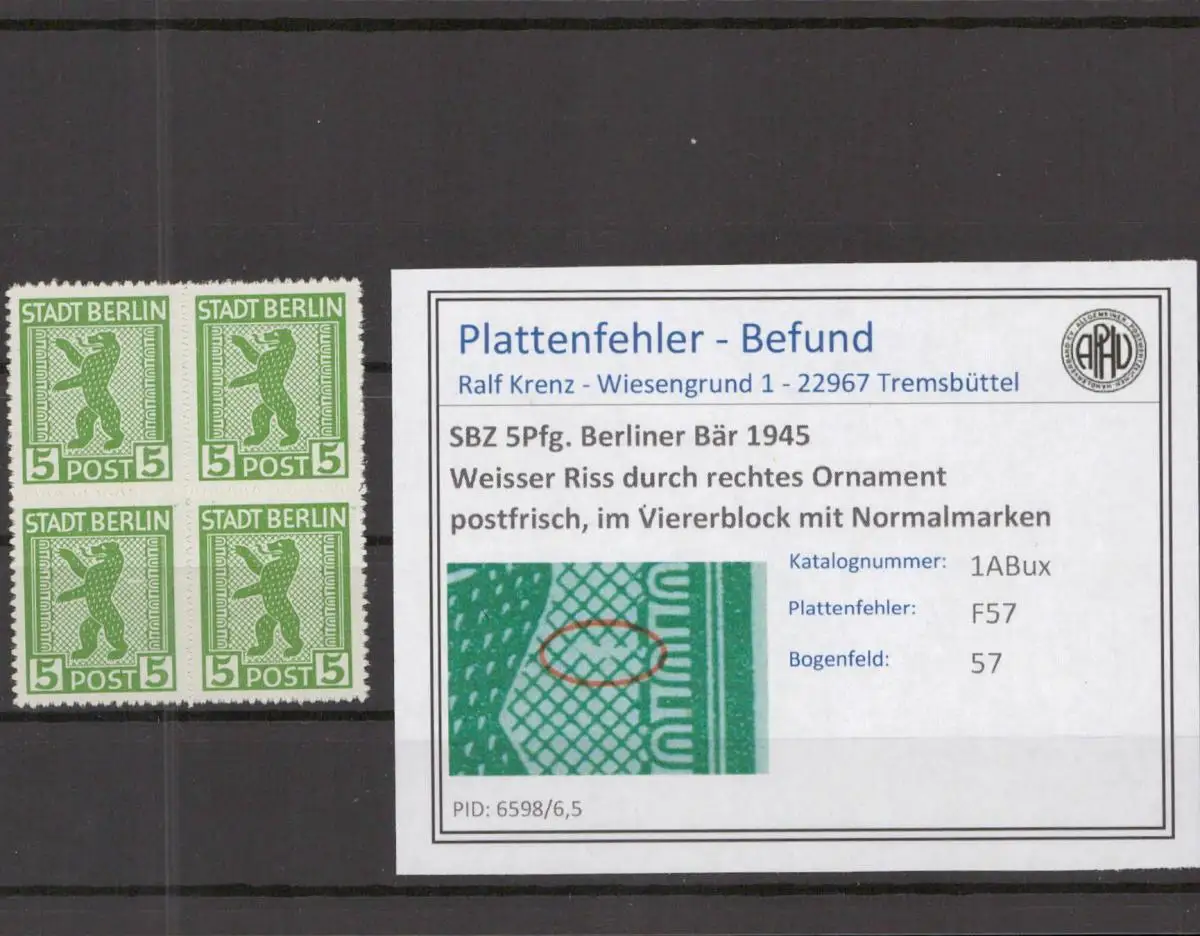 STADT BERLIN STADT BERLIN
5 POST 5 5 POST 5
STADT BERLIN STADT BERLIN
5 POST 5 5 POST 5
Plattenfehler - Befund
APHV
Ralf Krenz - Wiesengrund 1 - 22967 Tremsbüttel
SBZ 5Pfg. Berliner Bär 1945
Weisser Riss durch rechtes Ornament
postfrisch, im Viererblock mit Normalmarken
Katalognummer: 1ABux
Plattenfehler: F57
Bogenfeld: 57
PID: 6598/6,5